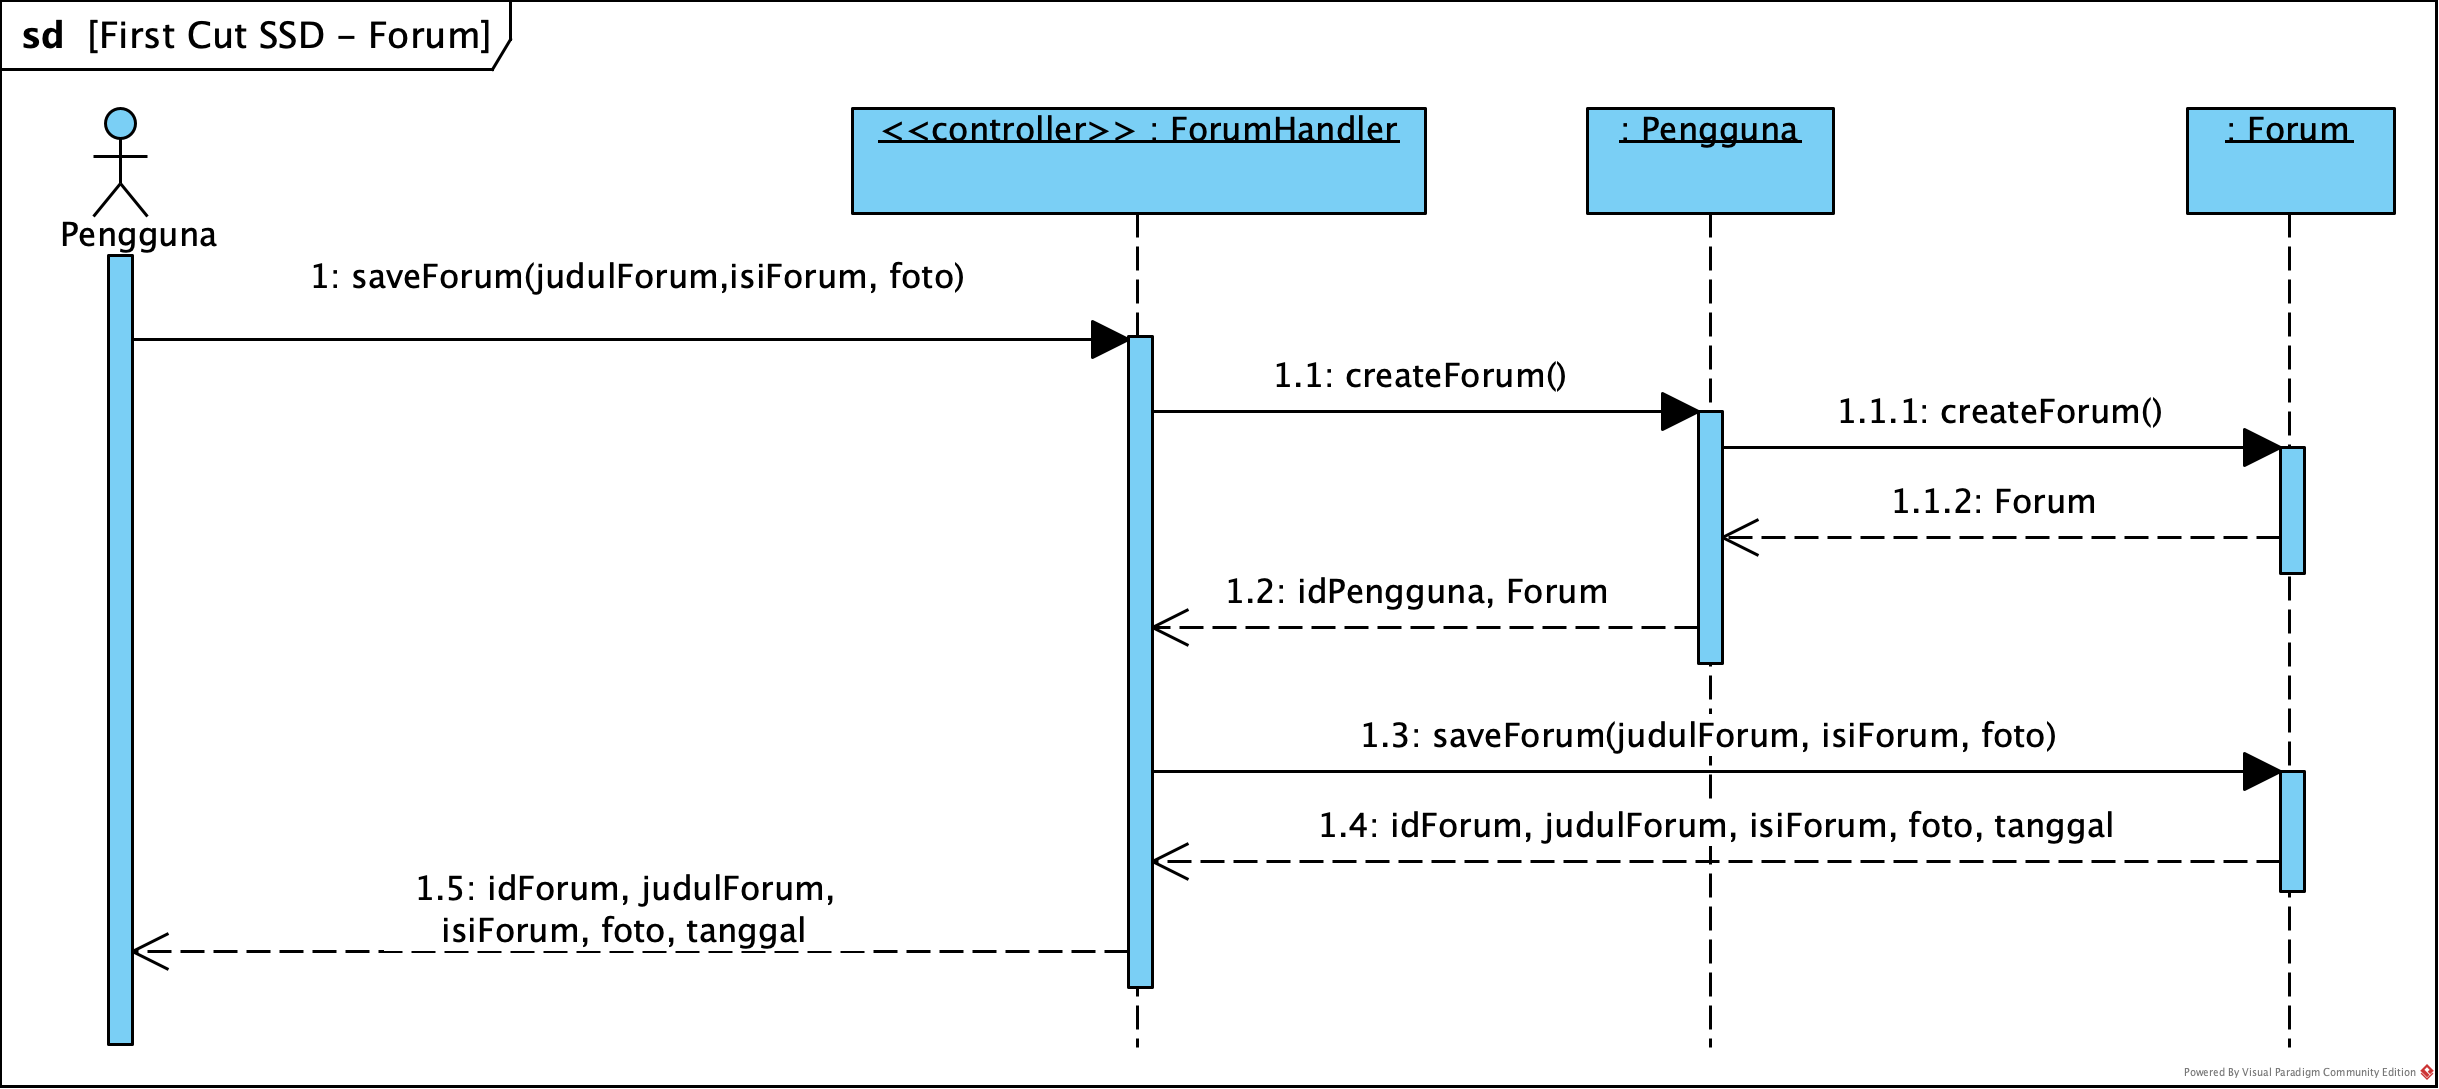 sd [First Cut SSD - Forum]
Pengguna
<<controller>> : ForumHandler
: Pengguna
: Forum
1: saveForum(judulForum,isiForum, foto)
1.1: createForum()
1.1.1: createForum()
1.1.2: Forum
1.2: idPengguna, Forum
1.3: saveForum(judulForum, isiForum, foto)
1.4: idForum, judulForum, isiForum, foto, tanggal
1.5: idForum, judulForum,
isiForum, foto, tanggal
Powered By Visual Paradigm Community Edition